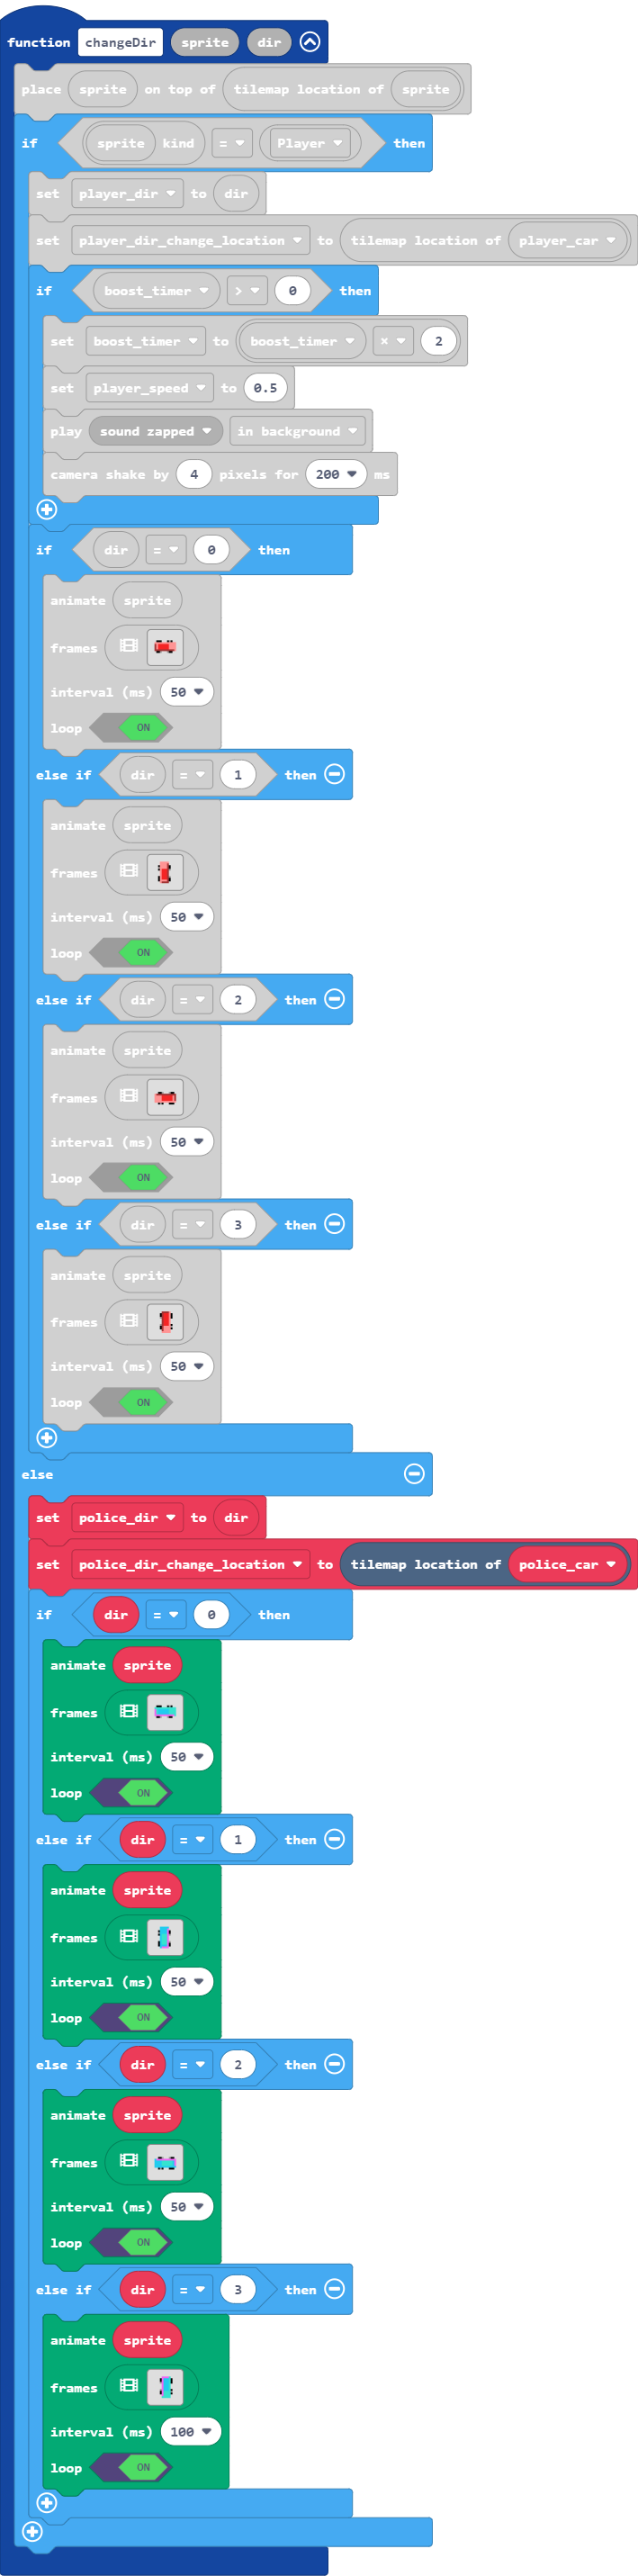 function changeDir sprite dir
place sprite on top of tilemap location of sprite
if sprite kind = Player then
set player_dir to dir
set player_dir_change_location to tilemap location of player_car
if boost_timer > 0 then
set boost_timer to boost_timer × 2
set player_speed to 0.5
play sound zapped in background
camera shake by 4 pixels for 200 ms
if dir = 0 then
animate sprite
frames
interval (ms) 50
loop ON
else if dir = 1 then
animate sprite
frames
interval (ms) 50
loop ON
else if dir = 2 then
animate sprite
frames
interval (ms) 50
loop ON
else if dir = 3 then
animate sprite
frames
interval (ms) 50
loop ON
else
set police_dir to dir
set police_dir_change_location to tilemap location of police_car
if dir = 0 then
animate sprite
frames
interval (ms) 50
loop ON
else if dir = 1 then
animate sprite
frames
interval (ms) 50
loop ON
else if dir = 2 then
animate sprite
frames
interval (ms) 50
loop ON
else if dir = 3 then
animate sprite
frames
interval (ms) 100
loop ON